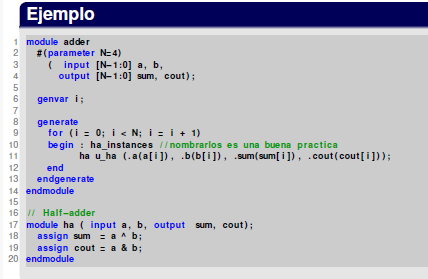 Ejemplo
1 module adder
2 #(parameter N=4)
3 ( input [N-1:0] a, b,
4 output [N-1:0] sum, cout);
5
6 genvar i;
7
8 generate
9 for (i = 0; i < N; i = i + 1)
10 begin : ha_instances //nombrarlos es una buena practica
11 ha u_ha (.a(a[i]), .b(b[i]), .sum(sum[i]), .cout(cout[i]));
12 end
13 endgenerate
14 endmodule
15
16 // Half-adder
17 module ha ( input a, b, output sum, cout);
18 assign sum = a ^ b;
19 assign cout = a & b;
20 endmodule